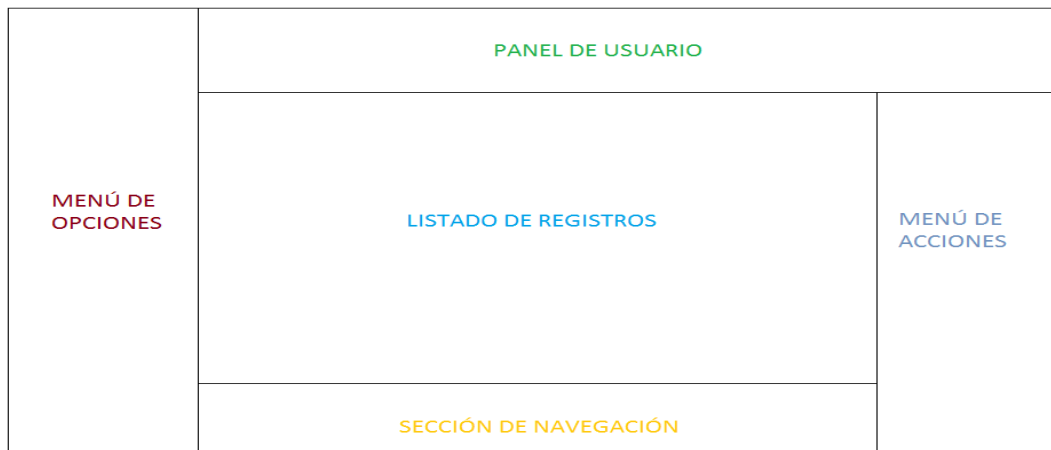 PANEL DE USUARIO
MENÚ DE
OPCIONES
LISTADO DE REGISTROS
MENÚ DE
ACCIONES
SECCIÓN DE NAVEGACIÓN